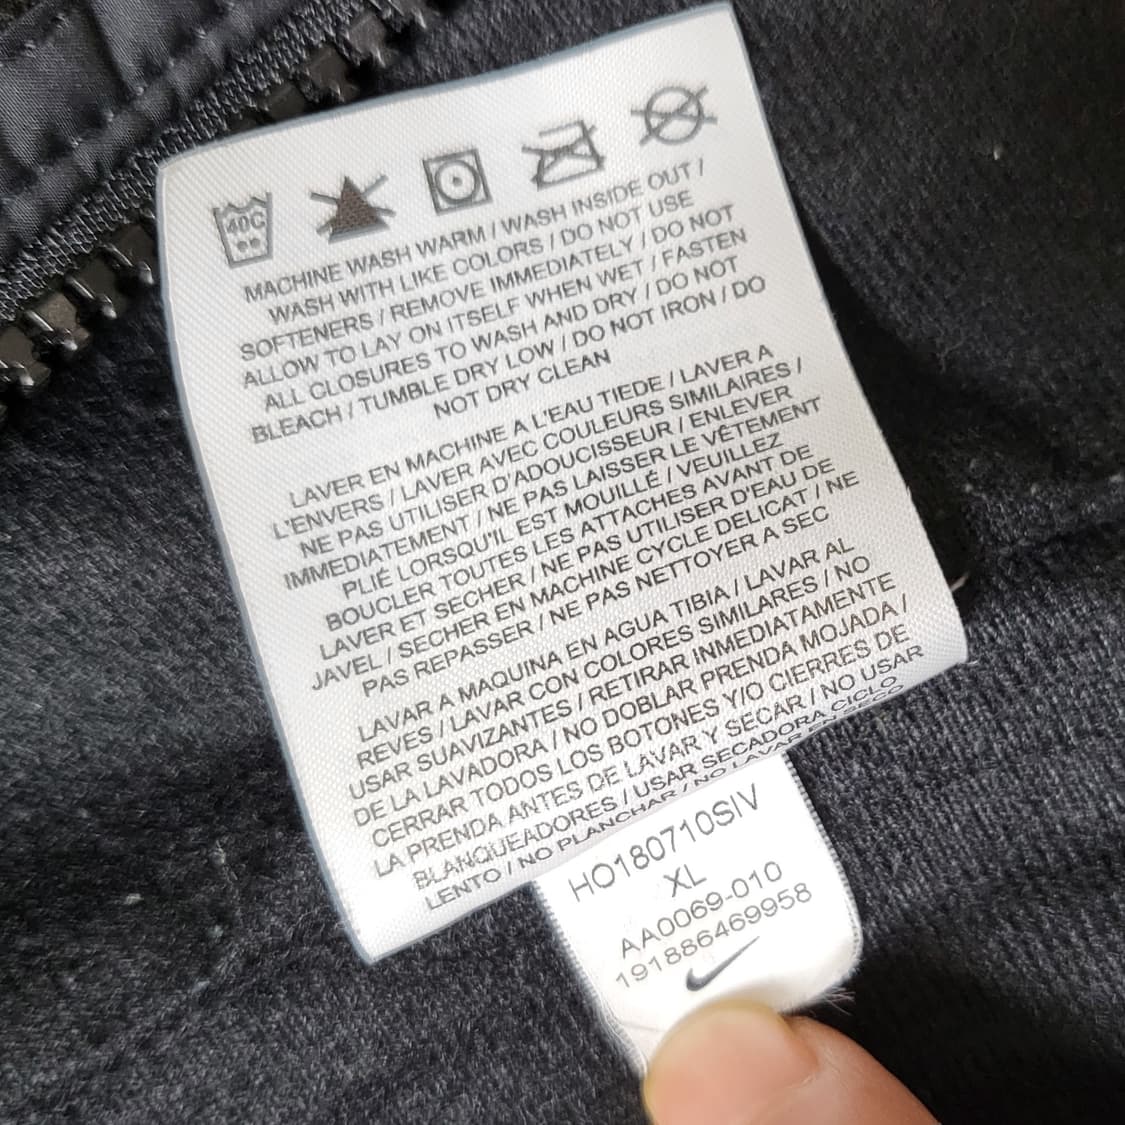 40C
MACHINE WASH WARM / WASH INSIDE OUT /
WASH WITH LIKE COLORS / DO NOT USE
SOFTENERS / REMOVE IMMEDIATELY / DO NOT
ALLOW TO LAY ON ITSELF WHEN WET / FASTEN
ALL CLOSURES TO WASH AND DRY / DO NOT
BLEACH / TUMBLE DRY LOW / DO NOT IRON / DO
NOT DRY CLEAN
LAVER EN MACHINE A L'EAU TIEDE / LAVER A
L'ENVERS / LAVER AVEC COULEURS SIMILAIRES /
NE PAS UTILISER D'ADOUCISSEUR / ENLEVER
IMMEDIATEMENT / NE PAS LAISSER LE VÊTEMENT
PLIÉ LORSQU'IL EST MOUILLÉ / VEUILLEZ
BOUCLER TOUTES LES ATTACHES AVANT DE
LAVER ET SECHER / NE PAS UTILISER D'EAU DE
JAVEL / SECHER EN MACHINE CYCLE DELICAT / NE
PAS REPASSER / NE PAS NETTOYER A SEC
LAVAR A MAQUINA EN AGUA TIBIA / LAVAR AL
REVES / LAVAR CON COLORES SIMILARES / NO
USAR SUAVIZANTES / RETIRAR INMEDIATAMENTE
DE LA LAVADORA / NO DOBLAR PRENDA MOJADA /
CERRAR TODOS LOS BOTONES Y/O CIERRES DE
LA PRENDA ANTES DE LAVAR Y SECAR / NO USAR
BLANQUEADORES / USAR SECADORA CICLO
LENTO / NO PLANCHAR / NO LAVAR EN SECO
HO180710SIV
XL
AA0069-010
191886469958